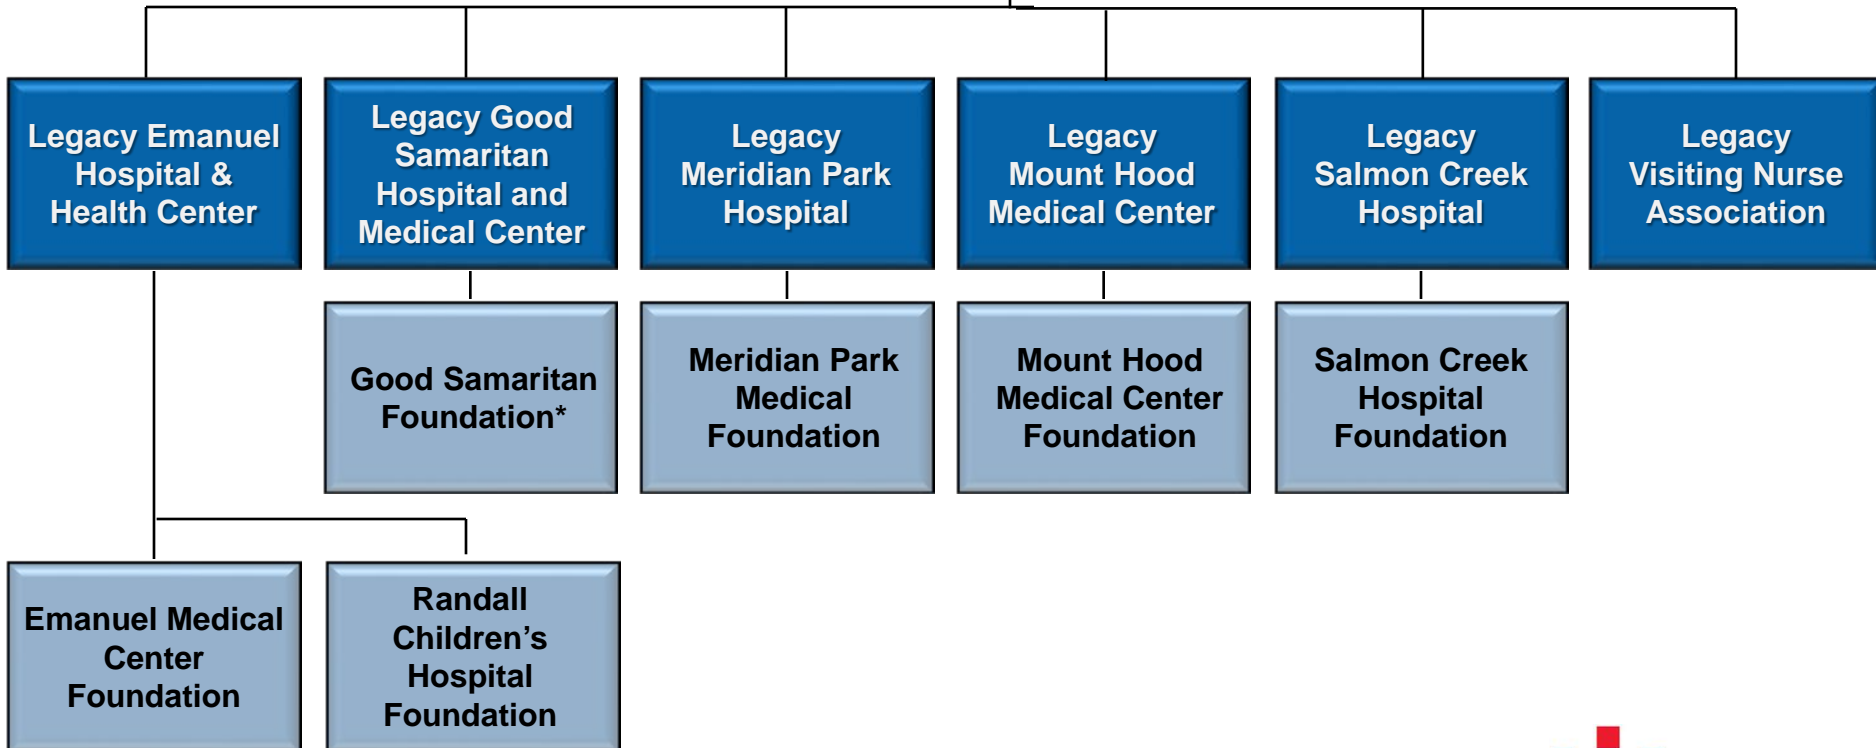 Legacy Emanuel
Hospital &
Health Center
Legacy Good
Samaritan
Hospital and
Medical Center
Legacy
Meridian Park
Hospital
Legacy
Mount Hood
Medical Center
Legacy
Salmon Creek
Hospital
Legacy
Visiting Nurse
Association
Good Samaritan
Foundation*
Meridian Park
Medical
Foundation
Mount Hood
Medical Center
Foundation
Salmon Creek
Hospital
Foundation
Emanuel Medical
Center
Foundation
Randall
Children’s
Hospital
Foundation